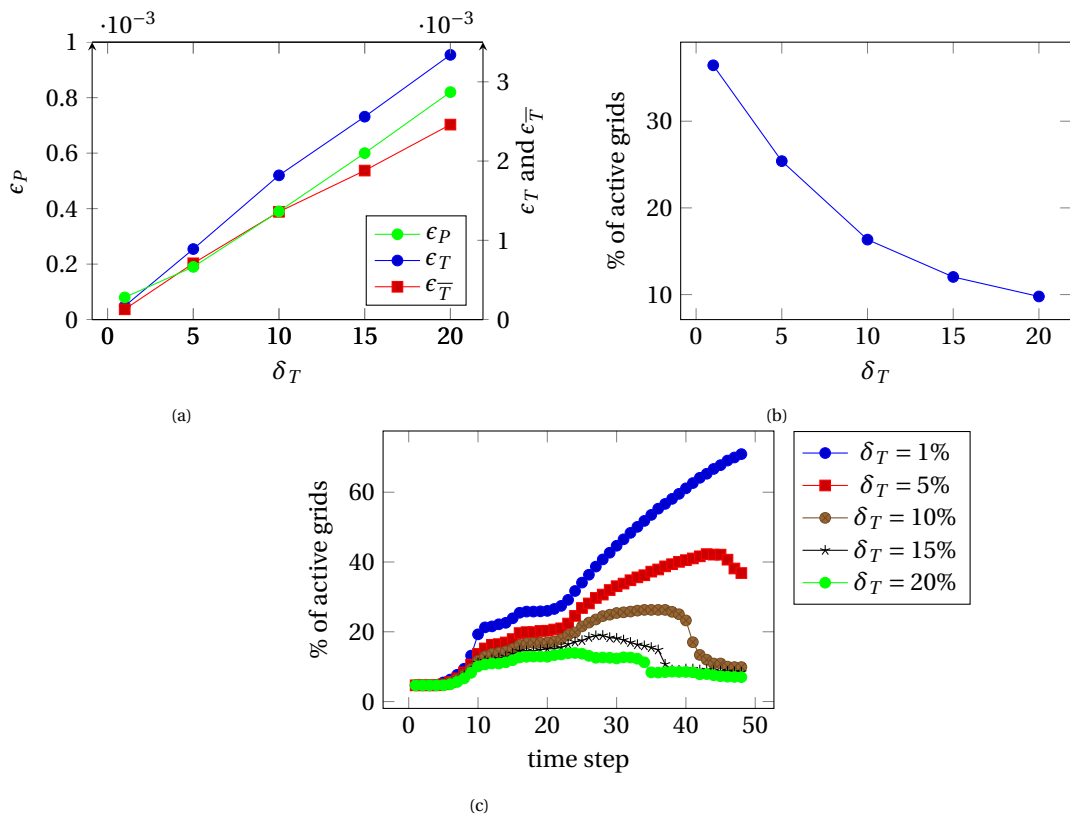 ·10⁻³ ·10⁻³
1
0.8
0.6
0.4
0.2
0
ϵ_P
0 5 10 15 20
δ_T
3
2
1
0
ϵ_T and ϵ_T̅
ϵ_P
ϵ_T
ϵ_T̅
(a)
30
20
10
% of active grids
0 5 10 15 20
δ_T
(b)
60
40
20
0
% of active grids
0 10 20 30 40 50
time step
δ_T = 1%
δ_T = 5%
δ_T = 10%
δ_T = 15%
δ_T = 20%
(c)